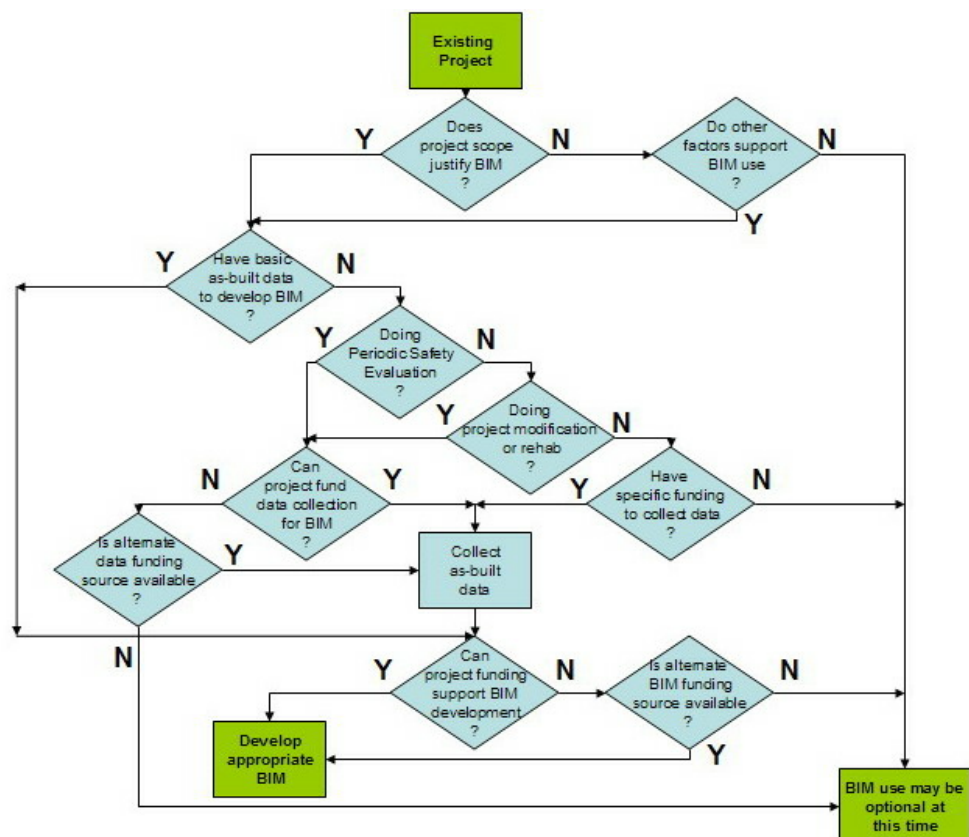 Existing
Project
Y
Does
project scope
justify BIM
?
N
Do other
factors support
BIM use
?
N
Y
Y
Have basic
as-built data
to develop BIM
?
N
Y
Doing
Periodic Safety
Evaluation
?
N
Y
Doing
project modification
or rehab
?
N
N
Can
project fund
data collection
for BIM
?
Y
Y
Have
specific funding
to collect data
?
N
Is alternate
data funding
source available
?
Y
Collect
as-built
data
N
Y
Can
project funding
support BIM
development
?
N
Is alternate
BIM funding
source available
?
N
Y
Develop
appropriate
BIM
BIM use may be
optional at
this time